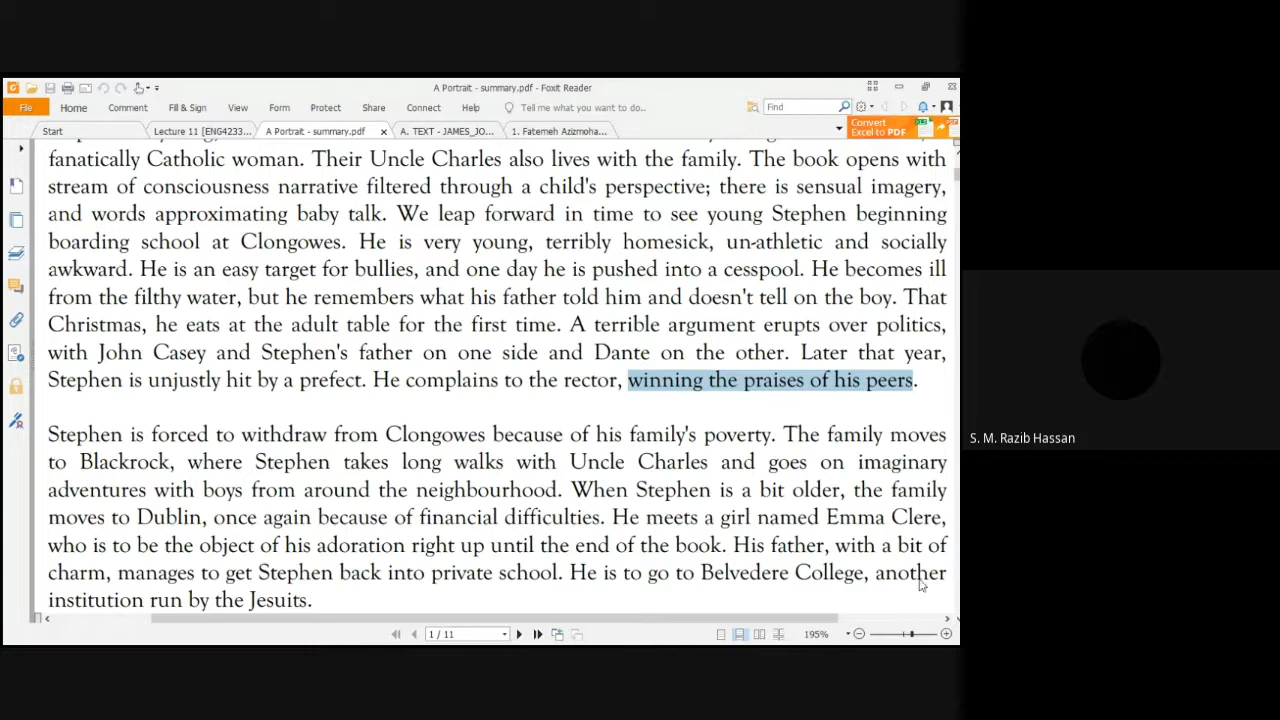 A Portrait - summary.pdf - Foxit Reader
File Home Comment Fill & Sign View Form Protect Share Connect Help Tell me what you want to do.. Find
Convert
Excel to PDF
Start Lecture 11 [ENG4233... A Portrait - summary.pdf A. TEXT - JAMES_JO... 1. Fatemeh Azizmoha...
fanatically Catholic woman. Their Uncle Charles also lives with the family. The book opens with
stream of consciousness narrative filtered through a child's perspective; there is sensual imagery,
and words approximating baby talk. We leap forward in time to see young Stephen beginning
boarding school at Clongowes. He is very young, terribly homesick, un-athletic and socially
awkward. He is an easy target for bullies, and one day he is pushed into a cesspool. He becomes ill
from the filthy water, but he remembers what his father told him and doesn't tell on the boy. That
Christmas, he eats at the adult table for the first time. A terrible argument erupts over politics,
with John Casey and Stephen's father on one side and Dante on the other. Later that year,
Stephen is unjustly hit by a prefect. He complains to the rector, winning the praises of his peers.
Stephen is forced to withdraw from Clongowes because of his family's poverty. The family moves
to Blackrock, where Stephen takes long walks with Uncle Charles and goes on imaginary
adventures with boys from around the neighbourhood. When Stephen is a bit older, the family
moves to Dublin, once again because of financial difficulties. He meets a girl named Emma Clere,
who is to be the object of his adoration right up until the end of the book. His father, with a bit of
charm, manages to get Stephen back into private school. He is to go to Belvedere College, another
institution run by the Jesuits.
1 / 11 195%
S. M. Razib Hassan